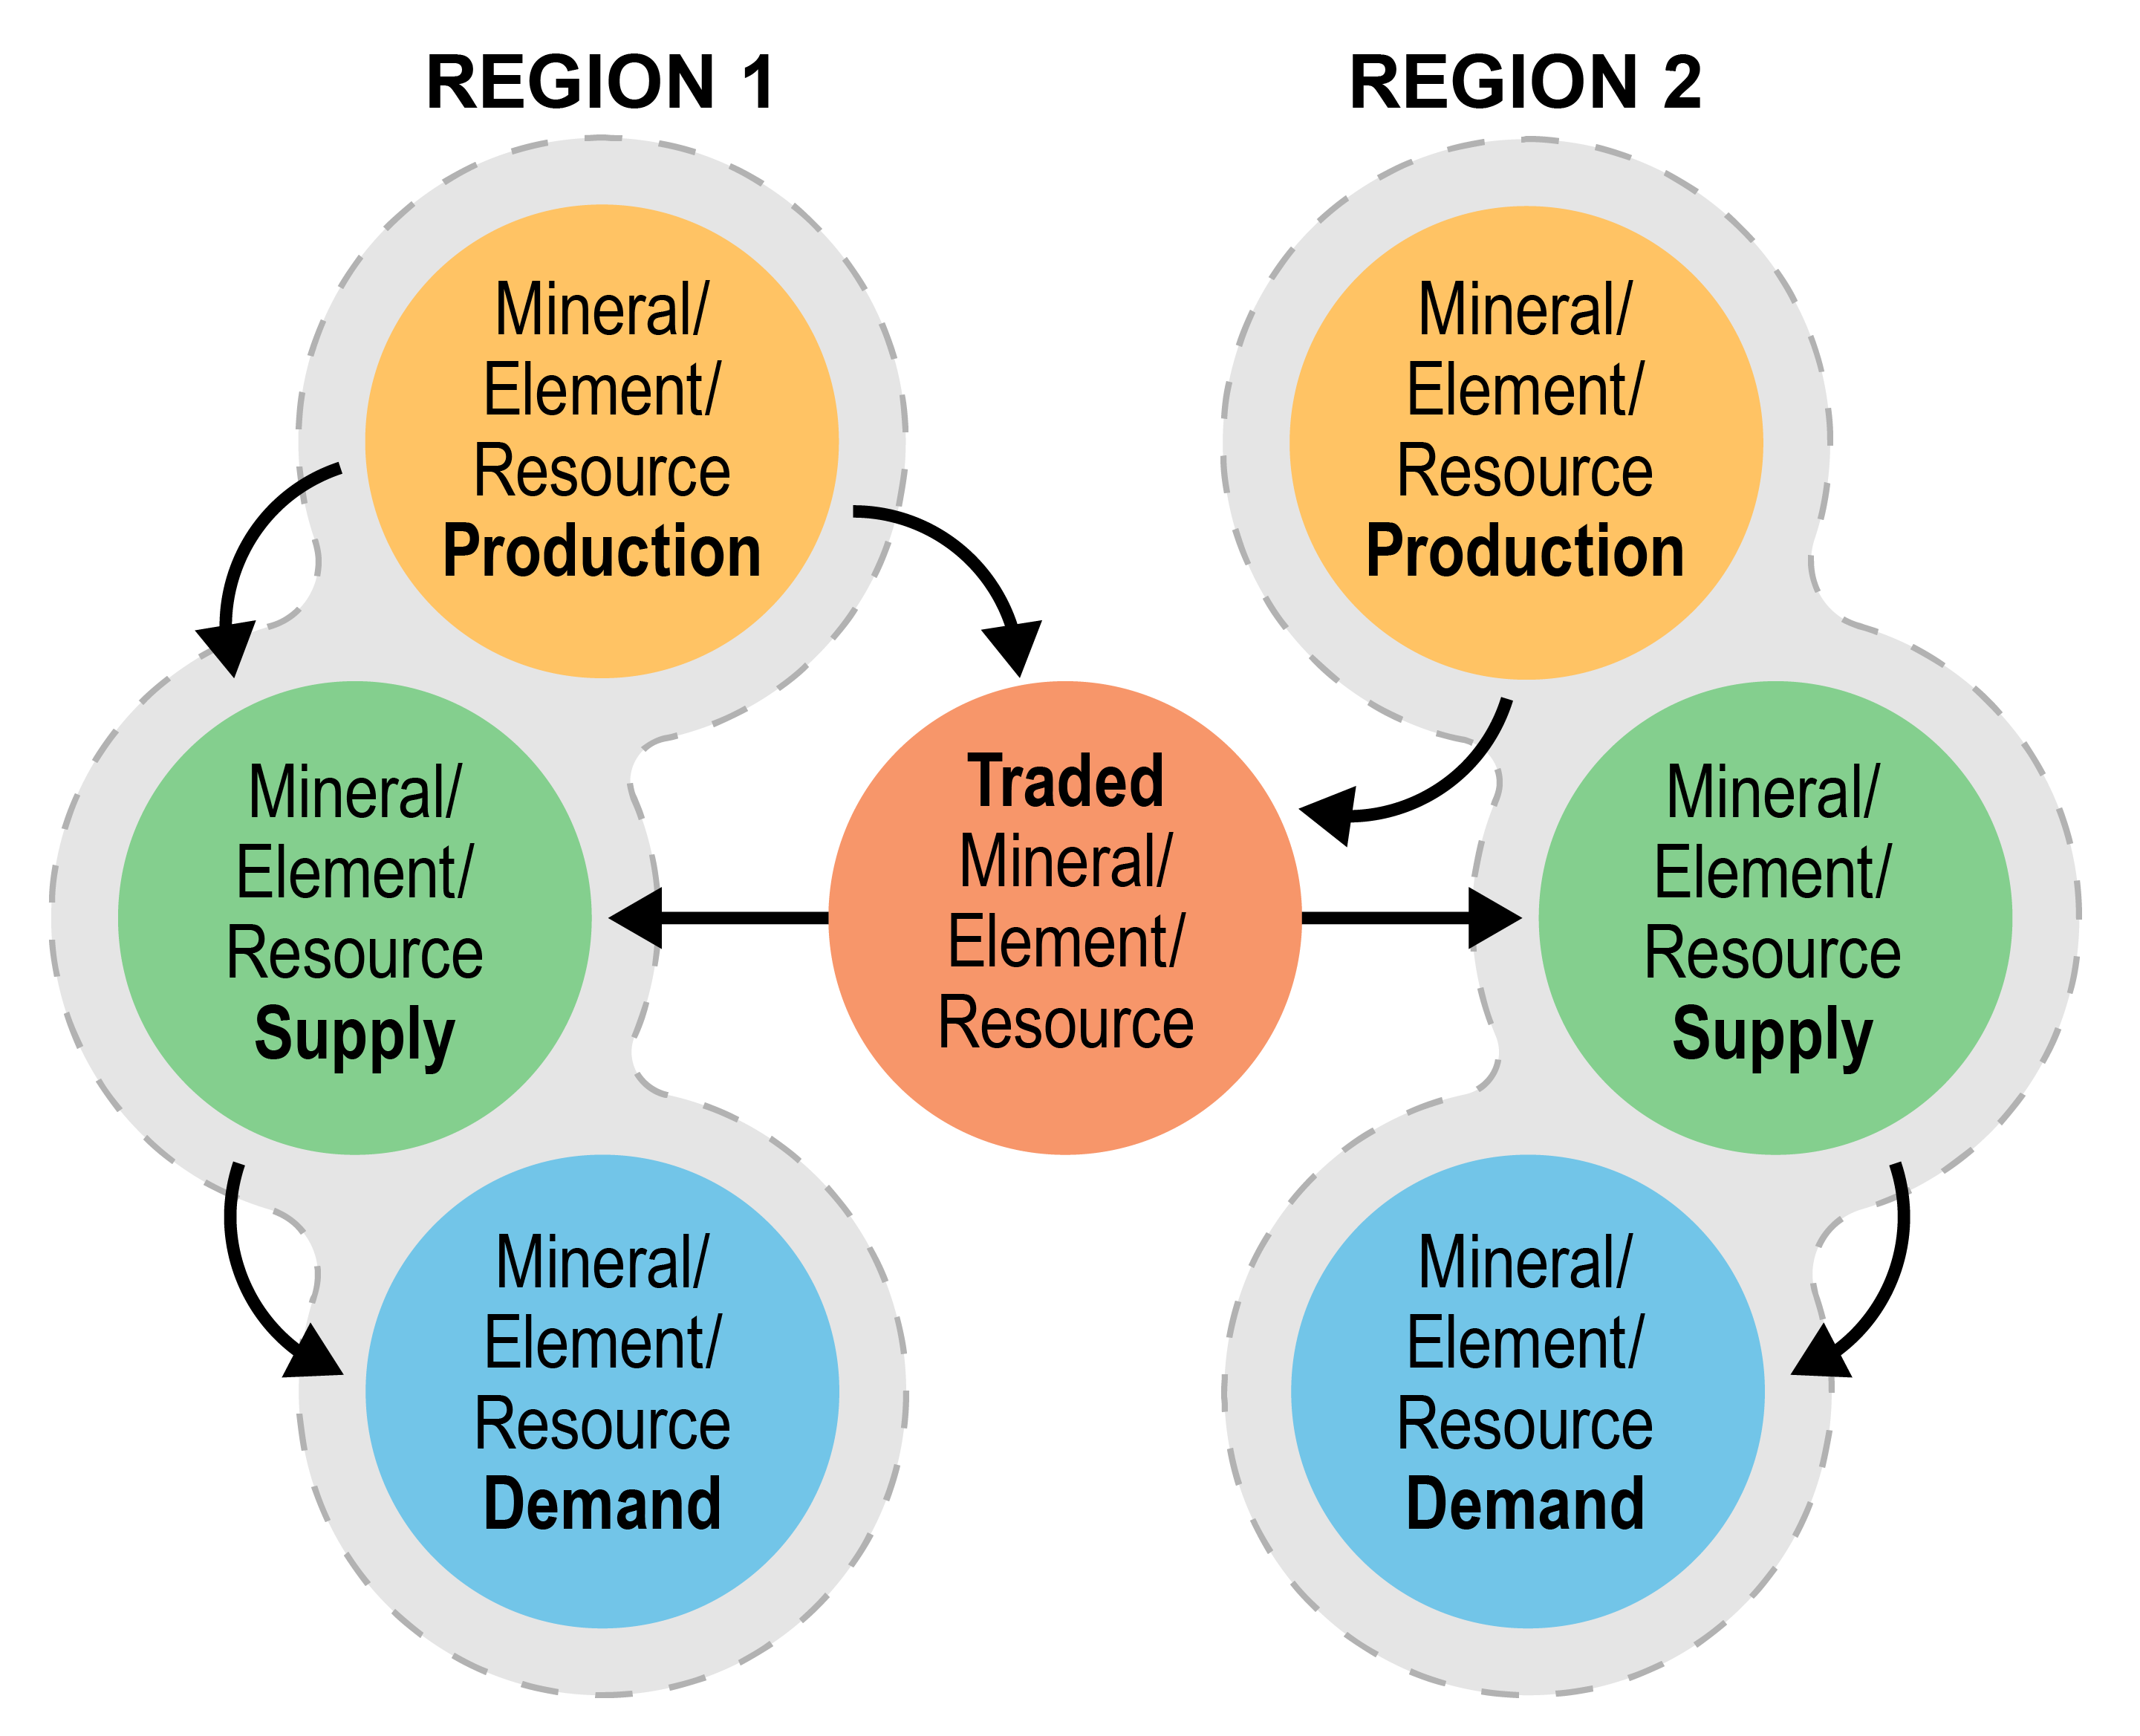 REGION 1
Mineral/
Element/
Resource
Production
Mineral/
Element/
Resource
Supply
Mineral/
Element/
Resource
Demand
Traded
Mineral/
Element/
Resource
REGION 2
Mineral/
Element/
Resource
Production
Mineral/
Element/
Resource
Supply
Mineral/
Element/
Resource
Demand